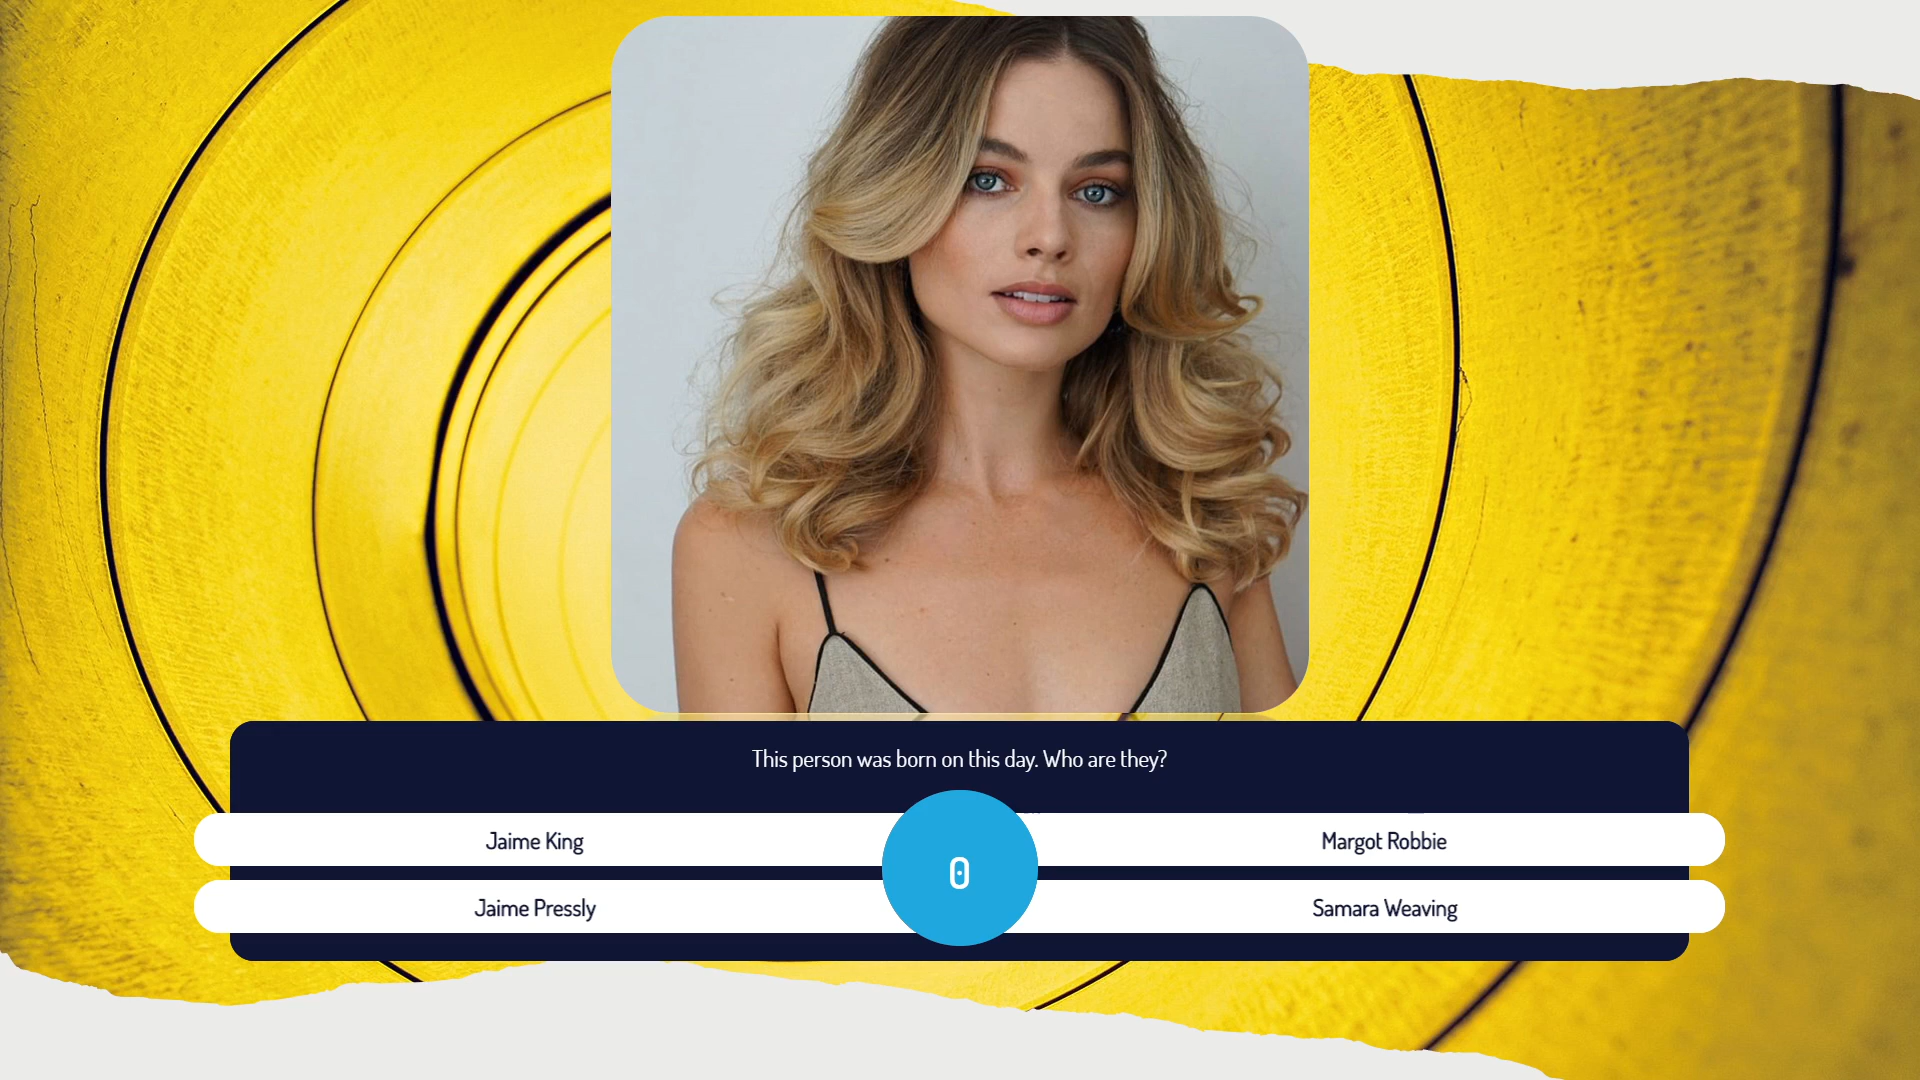 This person was born on this day. Who are they?
Jaime King
Margot Robbie
0
Jaime Pressly
Samara Weaving